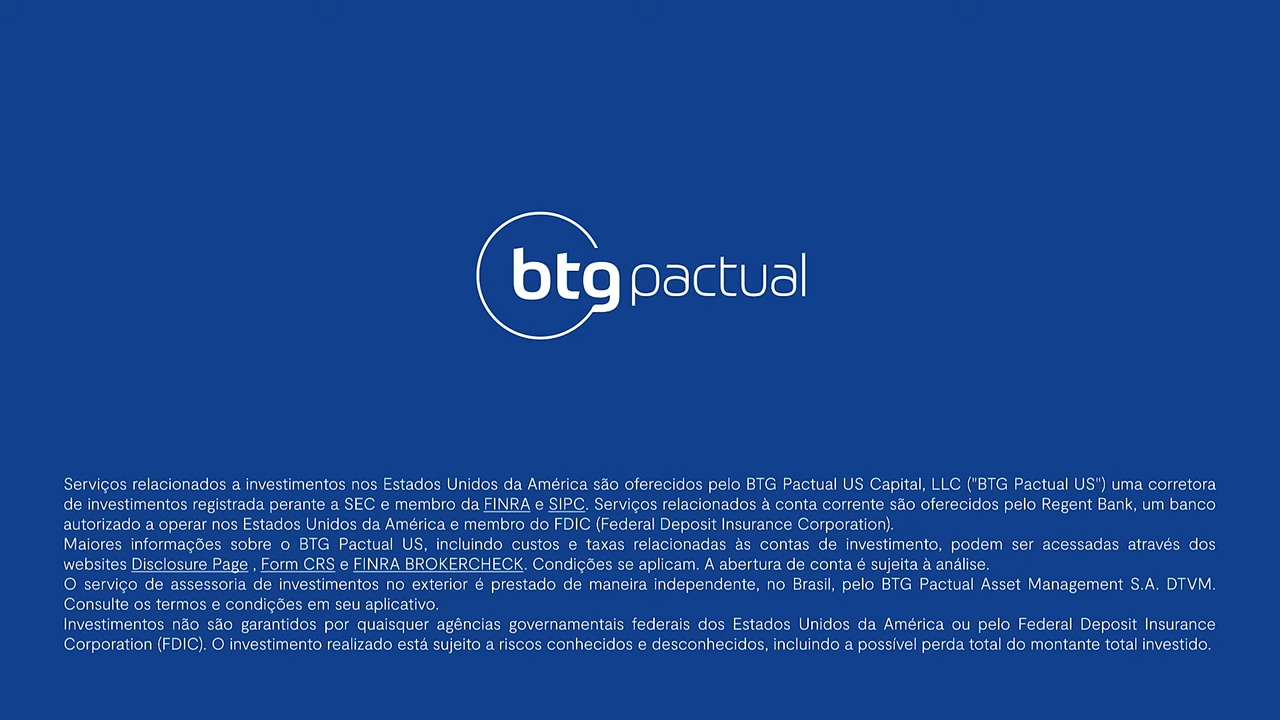 btg pactual
Serviços relacionados a investimentos nos Estados Unidos da América são oferecidos pelo BTG Pactual US Capital, LLC ("BTG Pactual US") uma corretora
de investimentos registrada perante a SEC e membro da FINRA e SIPC. Serviços relacionados à conta corrente são oferecidos pelo Regent Bank, um banco
autorizado a operar nos Estados Unidos da América e membro do FDIC (Federal Deposit Insurance Corporation).
Maiores informações sobre o BTG Pactual US, incluindo custos e taxas relacionadas às contas de investimento, podem ser acessadas através dos
websites Disclosure Page , Form CRS e FINRA BROKERCHECK. Condições se aplicam. A abertura de conta é sujeita à análise.
O serviço de assessoria de investimentos no exterior é prestado de maneira independente, no Brasil, pelo BTG Pactual Asset Management S.A. DTVM.
Consulte os termos e condições em seu aplicativo.
Investimentos não são garantidos por quaisquer agências governamentais federais dos Estados Unidos da América ou pelo Federal Deposit Insurance
Corporation (FDIC). O investimento realizado está sujeito a riscos conhecidos e desconhecidos, incluindo a possível perda total do montante total investido.